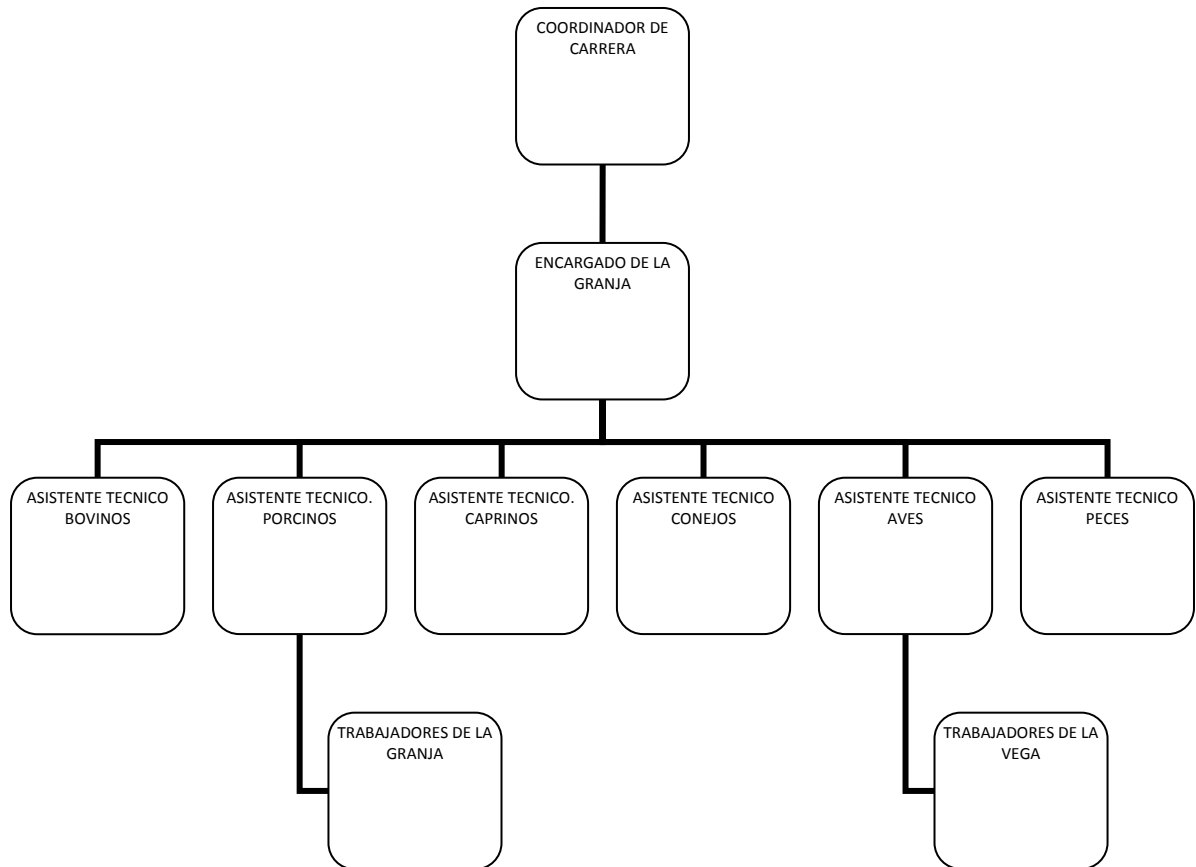 COORDINADOR DE
CARRERA
ENCARGADO DE LA
GRANJA
ASISTENTE TECNICO
BOVINOS
ASISTENTE TECNICO.
PORCINOS
ASISTENTE TECNICO.
CAPRINOS
ASISTENTE TECNICO
CONEJOS
ASISTENTE TECNICO
AVES
ASISTENTE TECNICO
PECES
TRABAJADORES DE LA
GRANJA
TRABAJADORES DE LA
VEGA